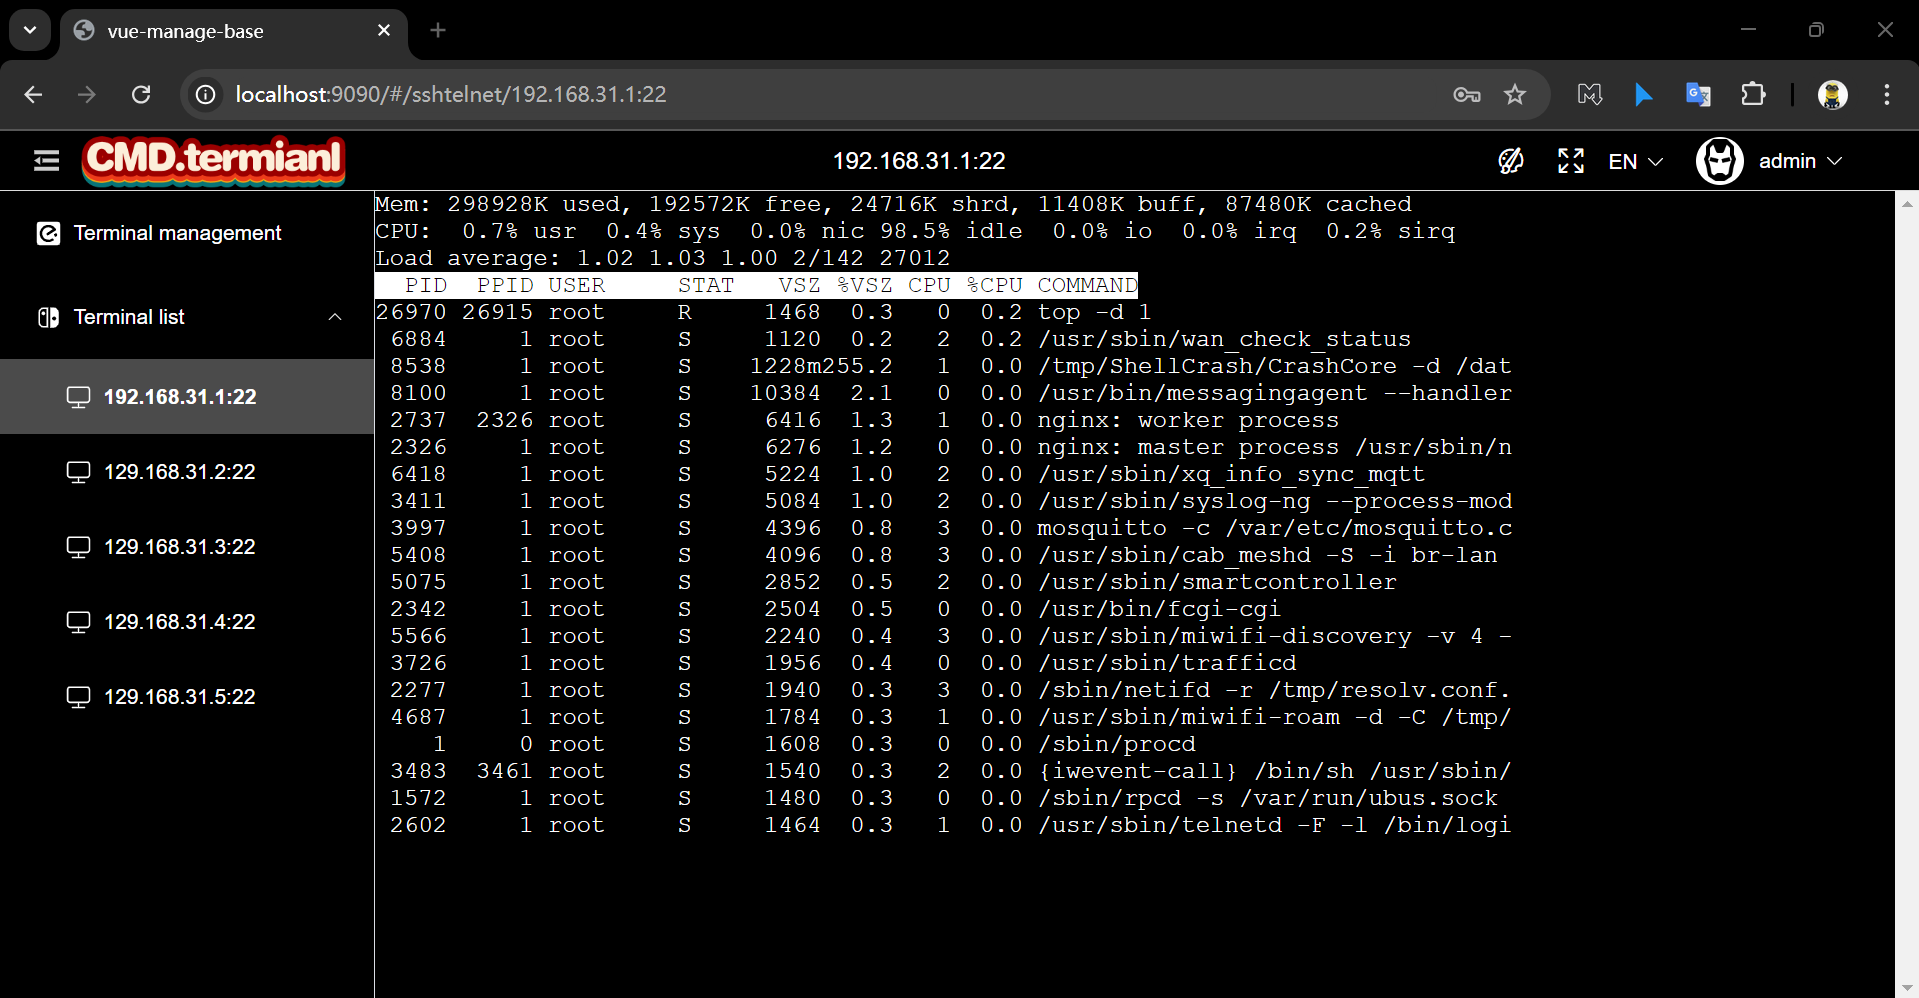 vue-manage-base
localhost:9090/#/sshtelnet/192.168.31.1:22
CMD.termianl
192.168.31.1:22
EN
admin
Terminal management
Terminal list
192.168.31.1:22
129.168.31.2:22
129.168.31.3:22
129.168.31.4:22
129.168.31.5:22
Mem: 298928K used, 192572K free, 24716K shrd, 11408K buff, 87480K cached
CPU:  0.7% usr  0.4% sys  0.0% nic 98.5% idle  0.0% io  0.0% irq  0.2% sirq
Load average: 1.02 1.03 1.00 2/142 27012
  PID  PPID USER     STAT   VSZ %VSZ CPU %CPU COMMAND
26970 26915 root     R     1468  0.3   0  0.2 top -d 1
 6884     1 root     S     1120  0.2   2  0.2 /usr/sbin/wan_check_status
 8538     1 root     S    1228m255.2   1  0.0 /tmp/ShellCrash/CrashCore -d /dat
 8100     1 root     S    10384  2.1   0  0.0 /usr/bin/messagingagent --handler
 2737  2326 root     S     6416  1.3   1  0.0 nginx: worker process
 2326     1 root     S     6276  1.2   0  0.0 nginx: master process /usr/sbin/n
 6418     1 root     S     5224  1.0   2  0.0 /usr/sbin/xq_info_sync_mqtt
 3411     1 root     S     5084  1.0   2  0.0 /usr/sbin/syslog-ng --process-mod
 3997     1 root     S     4396  0.8   3  0.0 mosquitto -c /var/etc/mosquitto.c
 5408     1 root     S     4096  0.8   3  0.0 /usr/sbin/cab_meshd -S -i br-lan
 5075     1 root     S     2852  0.5   2  0.0 /usr/sbin/smartcontroller
 2342     1 root     S     2504  0.5   0  0.0 /usr/bin/fcgi-cgi
 5566     1 root     S     2240  0.4   3  0.0 /usr/sbin/miwifi-discovery -v 4 -
 3726     1 root     S     1956  0.4   0  0.0 /usr/sbin/trafficd
 2277     1 root     S     1940  0.3   3  0.0 /sbin/netifd -r /tmp/resolv.conf.
 4687     1 root     S     1784  0.3   1  0.0 /usr/sbin/miwifi-roam -d -C /tmp/
    1     0 root     S     1608  0.3   0  0.0 /sbin/procd
 3483  3461 root     S     1540  0.3   2  0.0 {iwevent-call} /bin/sh /usr/sbin/
 1572     1 root     S     1480  0.3   0  0.0 /sbin/rpcd -s /var/run/ubus.sock
 2602     1 root     S     1464  0.3   1  0.0 /usr/sbin/telnetd -F -l /bin/logi